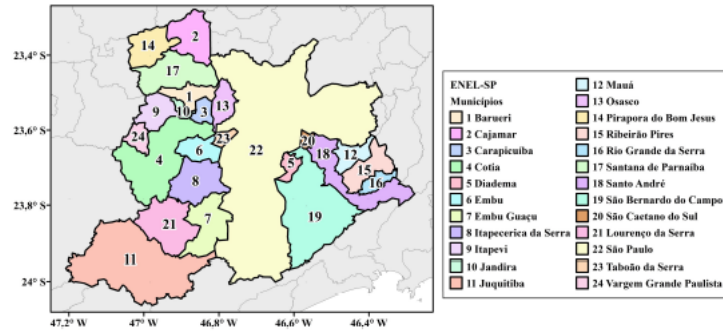 23,4° S
23,6° S
23,8° S
24° S
47,2° W
47° W
46,8° W
46,6° W
46,4° W
14
2
17
1
9
10
3
13
24
23
4
6
22
20
5
18
12
15
16
8
19
21
7
11
ENEL-SP
Municípios
1 Barueri
2 Cajamar
3 Carapicuíba
4 Cotia
5 Diadema
6 Embu
7 Embu Guaçu
8 Itapecerica da Serra
9 Itapevi
10 Jandira
11 Juquitiba
12 Mauá
13 Osasco
14 Pirapora do Bom Jesus
15 Ribeirão Pires
16 Rio Grande da Serra
17 Santana de Parnaíba
18 Santo André
19 São Bernardo do Campo
20 São Caetano do Sul
21 Lourenço da Serra
22 São Paulo
23 Taboão da Serra
24 Vargem Grande Paulista